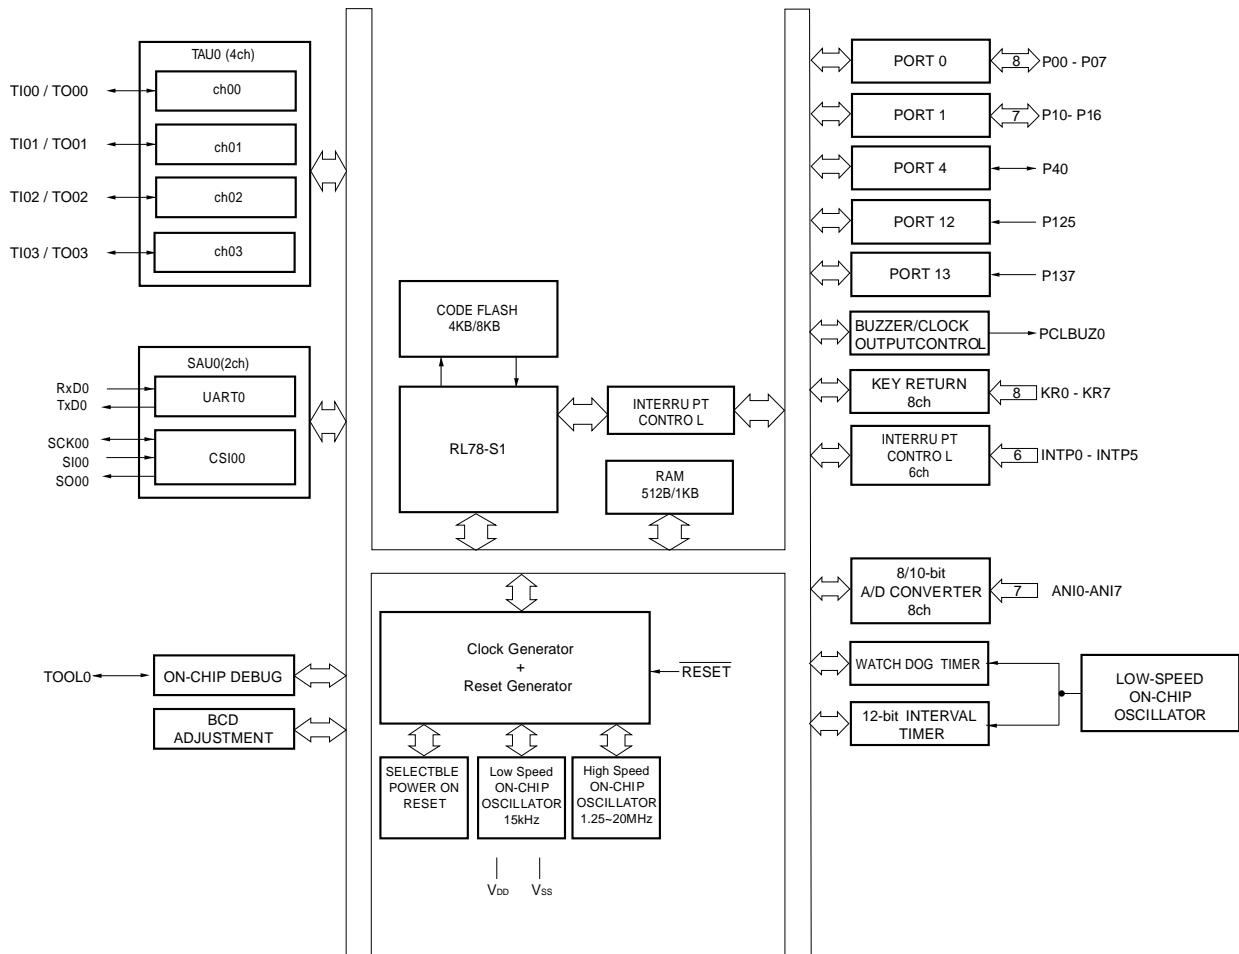 TAU0 (4ch)
TI00 / TO00
ch00
TI01 / TO01
ch01
TI02 / TO02
ch02
TI03 / TO03
ch03
SAU0(2ch)
RxD0
TxD0
UART0
SCK00
SI00
SO00
CSI00
TOOL0
ON-CHIP DEBUG
BCD
ADJUSTMENT
CODE FLASH
4KB/8KB
RL78-S1
INTERRU PT
CONTRO L
RAM
512B/1KB
Clock Generator
+
Reset Generator
RESET
SELECTBLE
POWER ON
RESET
Low Speed
ON-CHIP
OSCILLATOR
15kHz
High Speed
ON-CHIP
OSCILLATOR
1.25~20MHz
VDD
VSS
PORT 0
8
P00 - P07
PORT 1
7
P10- P16
PORT 4
P40
PORT 12
P125
PORT 13
P137
BUZZER/CLOCK
OUTPUTCONTROL
PCLBUZ0
KEY RETURN
8ch
8
KR0 - KR7
INTERRU PT
CONTRO L
6ch
6
INTP0 - INTP5
8/10-bit
A/D CONVERTER
8ch
7
ANI0-ANI7
WATCH DOG TIMER
12-bit INTERVAL
TIMER
LOW-SPEED
ON-CHIP
OSCILLATOR